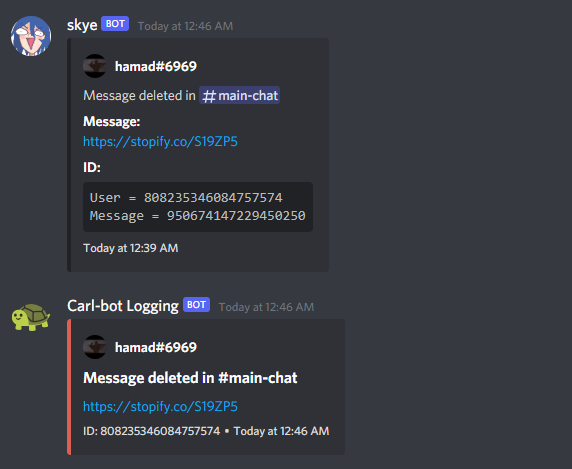 skye BOT Today at 12:46 AM
hamad#6969
Message deleted in #main-chat
Message:
https://stopify.co/S19ZP5
ID:
User = 808235346084757574
Message = 950674147229450250
Today at 12:39 AM
Carl-bot Logging BOT Today at 12:46 AM
hamad#6969
Message deleted in #main-chat
https://stopify.co/S19ZP5
ID: 808235346084757574 • Today at 12:46 AM